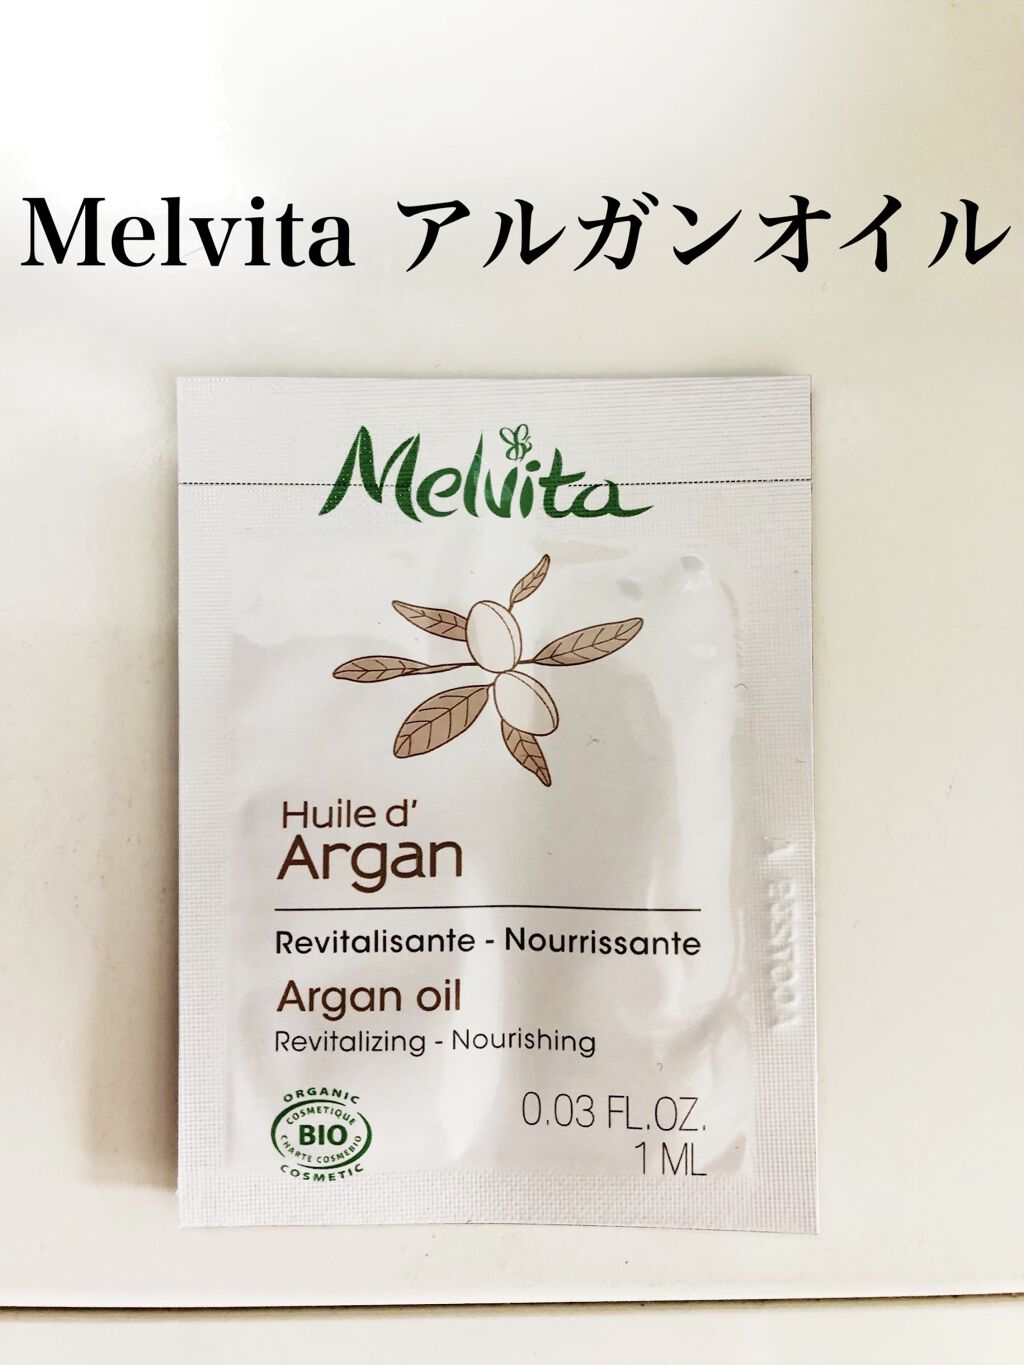 Melvita アルガンオイル
Melvita
Huile d'
Argan
Revitalisante - Nourrissante
Argan oil
Revitalizing - Nourishing
ORGANIC
COSMETIQUE
BIO
CHARTE COSMEBIO
COSMETIC
0.03 FL.OZ.
1 ML